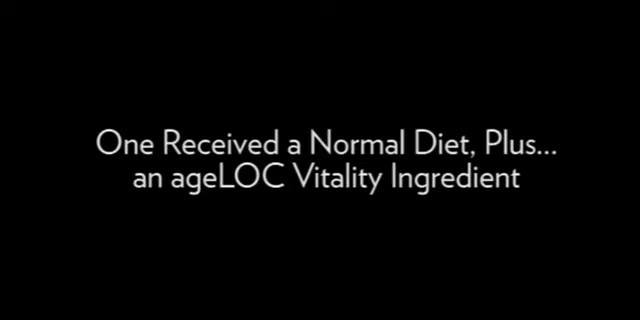 One Received a Normal Diet, Plus...
an ageLOC Vitality Ingredient